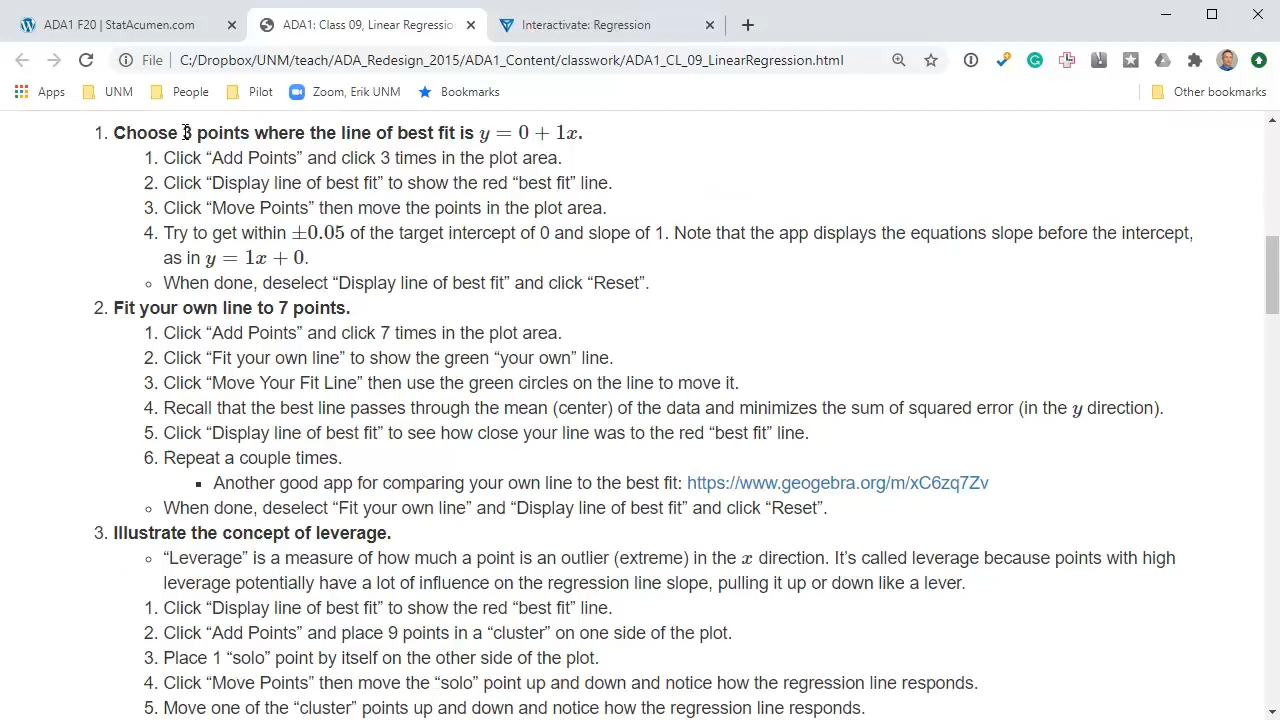 ADA1 F20 | StatAcumen.com
ADA1: Class 09, Linear Regressio
Interactivate: Regression
File
C:/Dropbox/UNM/teach/ADA_Redesign_2015/ADA1_Content/classwork/ADA1_CL_09_LinearRegression.html
Apps UNM People Pilot Zoom, Erik UNM Bookmarks Other bookmarks
1. Choose 3 points where the line of best fit is y = 0 + 1x.
1. Click “Add Points” and click 3 times in the plot area.
2. Click “Display line of best fit” to show the red “best fit” line.
3. Click “Move Points” then move the points in the plot area.
4. Try to get within ±0.05 of the target intercept of 0 and slope of 1. Note that the app displays the equations slope before the intercept,
as in y = 1x + 0.
◦ When done, deselect “Display line of best fit” and click “Reset”.
2. Fit your own line to 7 points.
1. Click “Add Points” and click 7 times in the plot area.
2. Click “Fit your own line” to show the green “your own” line.
3. Click “Move Your Fit Line” then use the green circles on the line to move it.
4. Recall that the best line passes through the mean (center) of the data and minimizes the sum of squared error (in the y direction).
5. Click “Display line of best fit” to see how close your line was to the red “best fit” line.
6. Repeat a couple times.
▪ Another good app for comparing your own line to the best fit: https://www.geogebra.org/m/xC6zq7Zv
◦ When done, deselect “Fit your own line” and “Display line of best fit” and click “Reset”.
3. Illustrate the concept of leverage.
◦ “Leverage” is a measure of how much a point is an outlier (extreme) in the x direction. It’s called leverage because points with high
leverage potentially have a lot of influence on the regression line slope, pulling it up or down like a lever.
1. Click “Display line of best fit” to show the red “best fit” line.
2. Click “Add Points” and place 9 points in a “cluster” on one side of the plot.
3. Place 1 “solo” point by itself on the other side of the plot.
4. Click “Move Points” then move the “solo” point up and down and notice how the regression line responds.
5. Move one of the “cluster” points up and down and notice how the regression line responds.